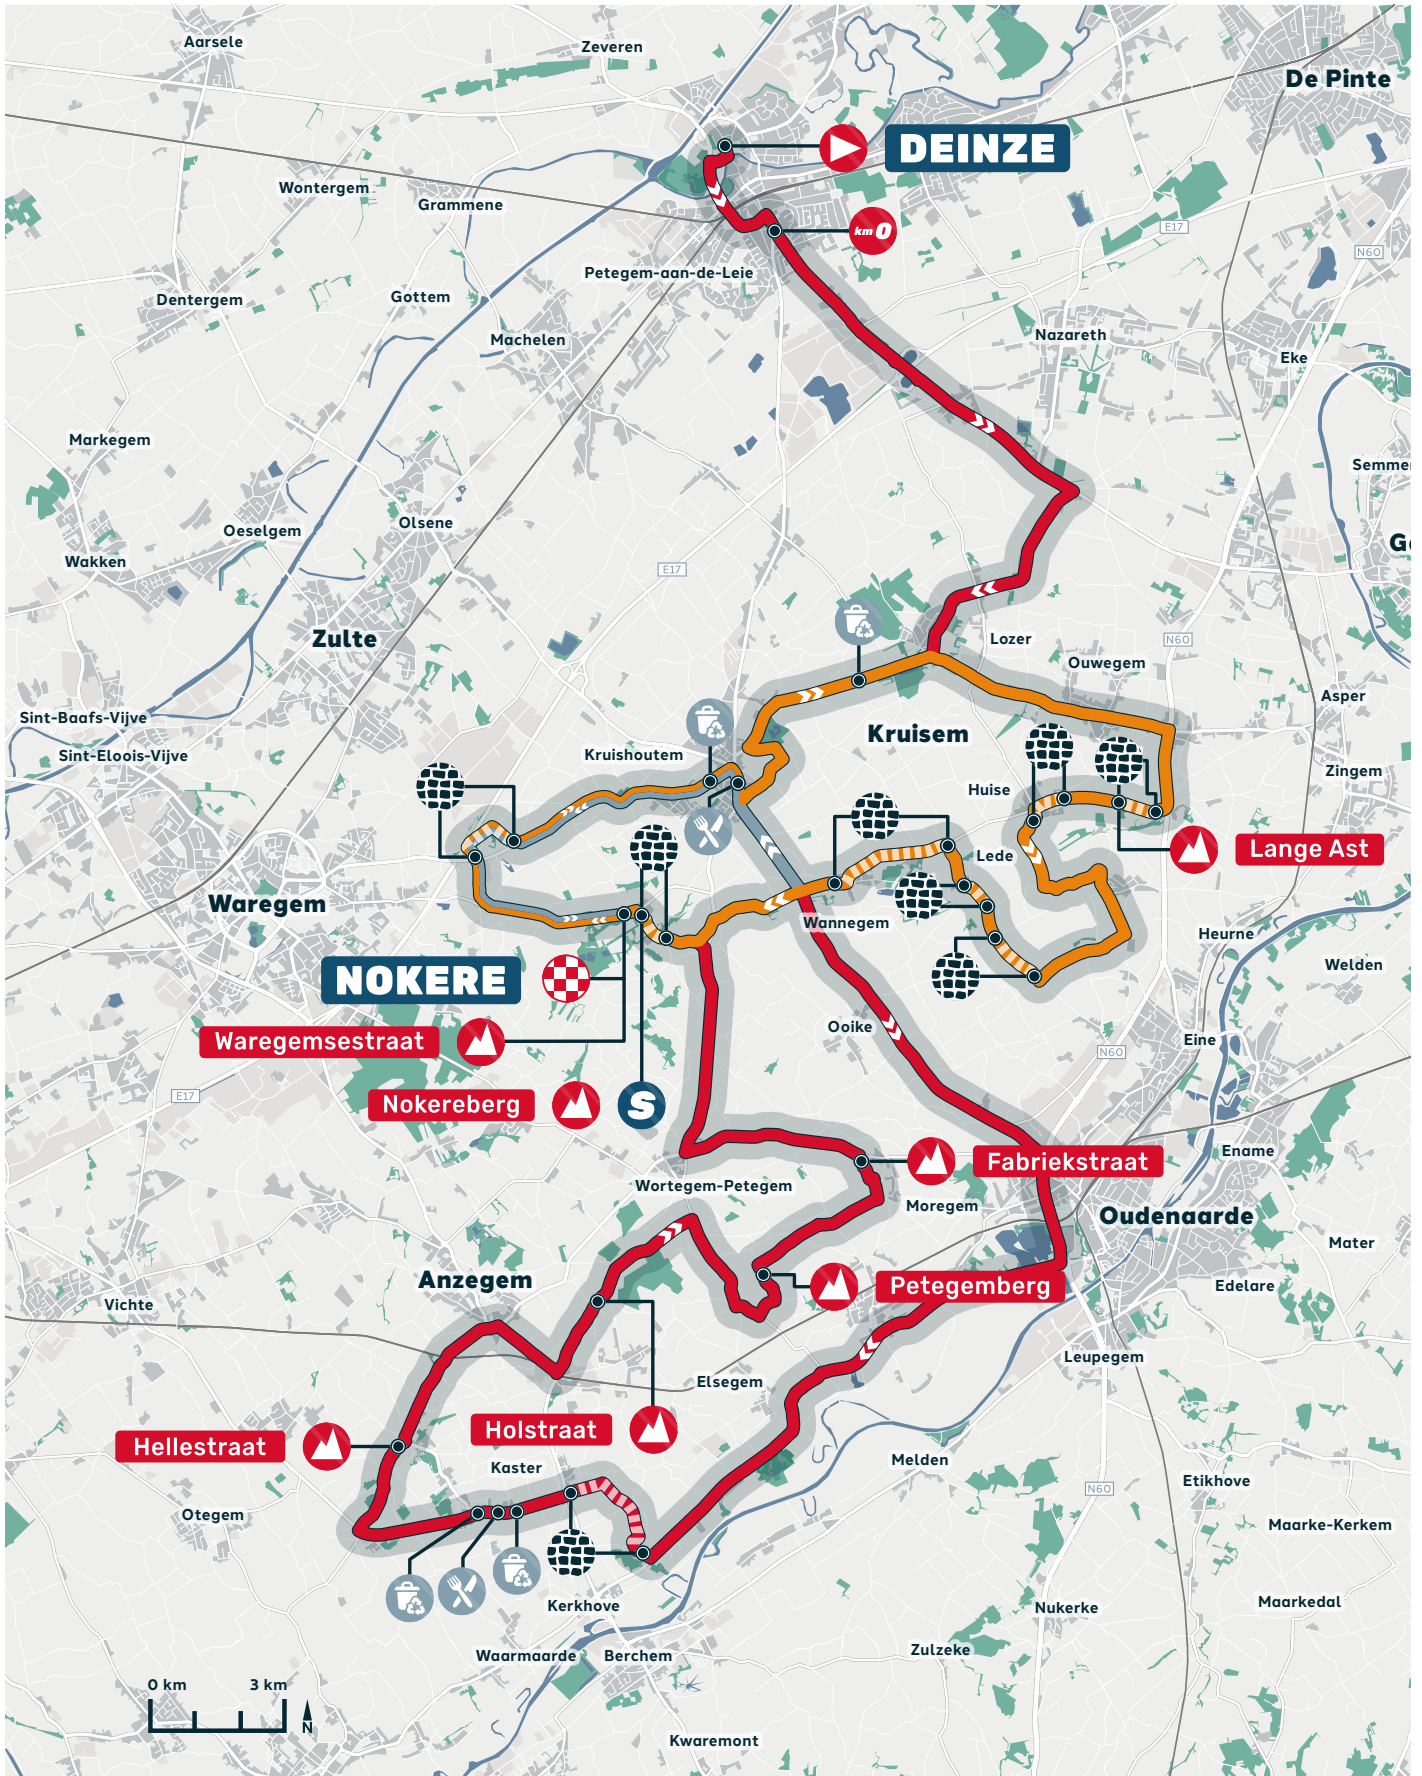 Aarsele
Zeveren
De Pinte
DEINZE
Wontergem
Grammene
E17
km 0
N60
Petegem-aan-de-Leie
Dentergem
Gottem
Machelen
Nazareth
Eke
Markegem
Semme
Oeselgem
Olsene
Wakken
E17
Zulte
Lozer
N60
Ouwegem
Asper
Sint-Baafs-Vijve
Sint-Eloois-Vijve
Kruishoutem
Kruisem
Zingem
Huise
Lede
Lange Ast
Waregem
Wannegem
Heurne
Welden
NOKERE
Ooike
Eine
Waregemsestraat
N60
E17
Nokereberg
S
Ename
Fabriekstraat
Wortegem-Petegem
Moregem
Oudenaarde
Mater
Anzegem
Petegemberg
Edelare
Vichte
Leupegem
Elsegem
Holstraat
Hellestraat
Melden
Kaster
Etikhove
N60
Otegem
Maarke-Kerkem
Kerkhove
Nukerke
Maarkedal
Waarmaarde
Berchem
Zulzeke
0 km
3 km
N
Kwaremont